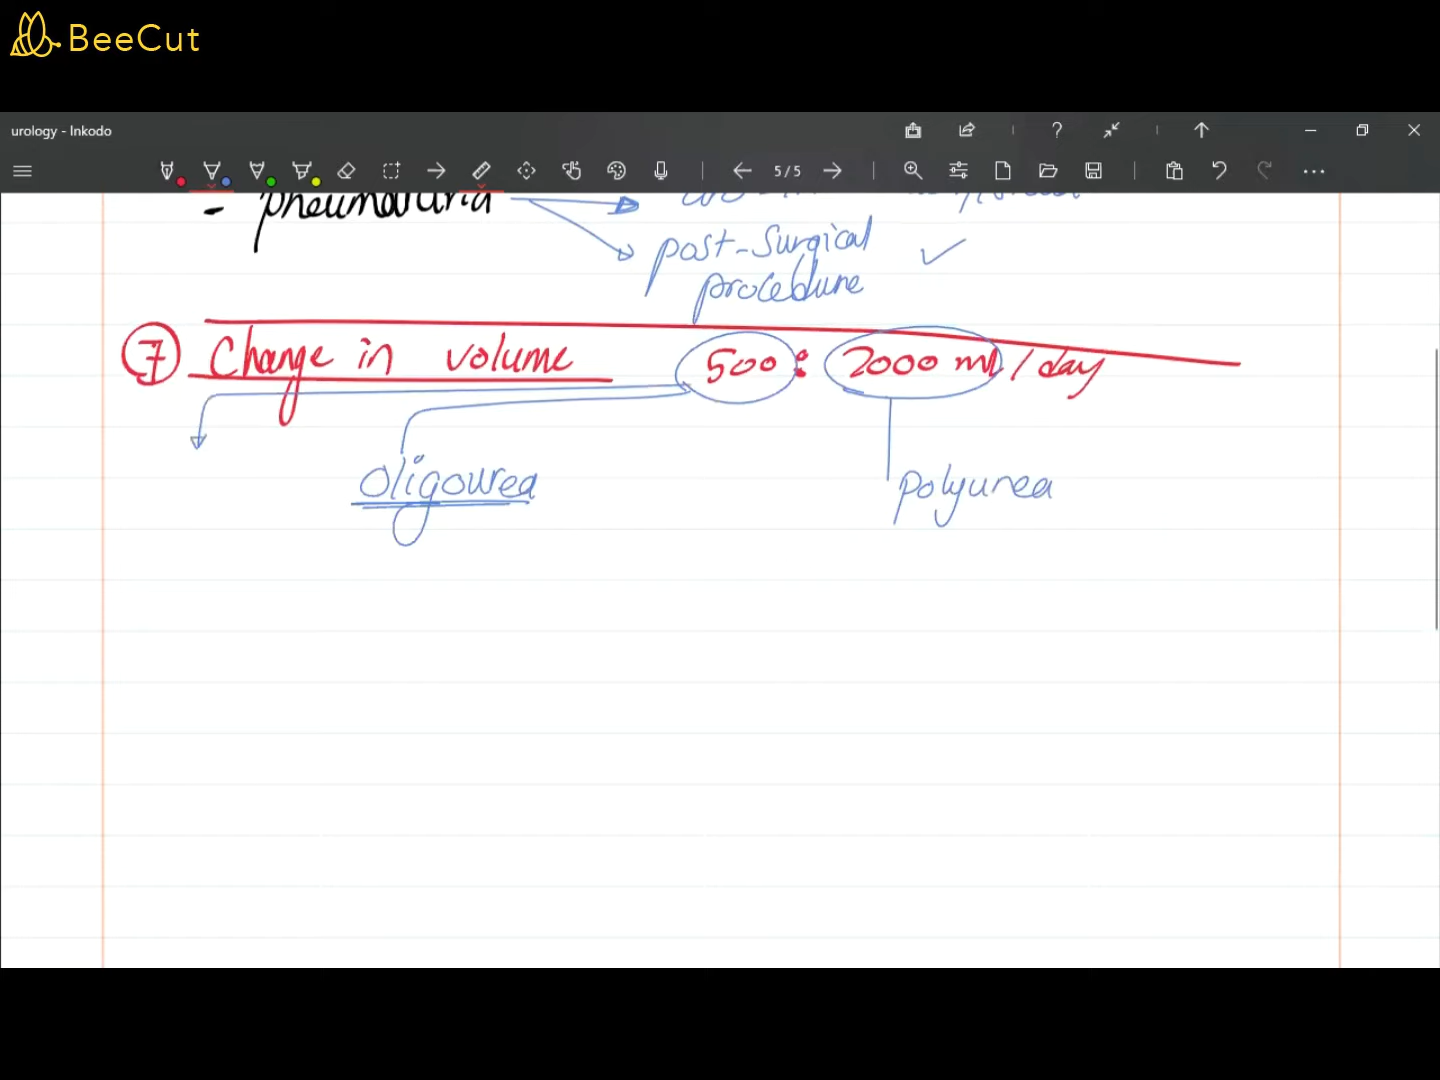 BeeCut
urology - Inkodo
5 / 5
- pneumaturia
post-surgical ✓
procedure
7 Change in volume 500 : 2000 ml / day
oligourea
polyurea